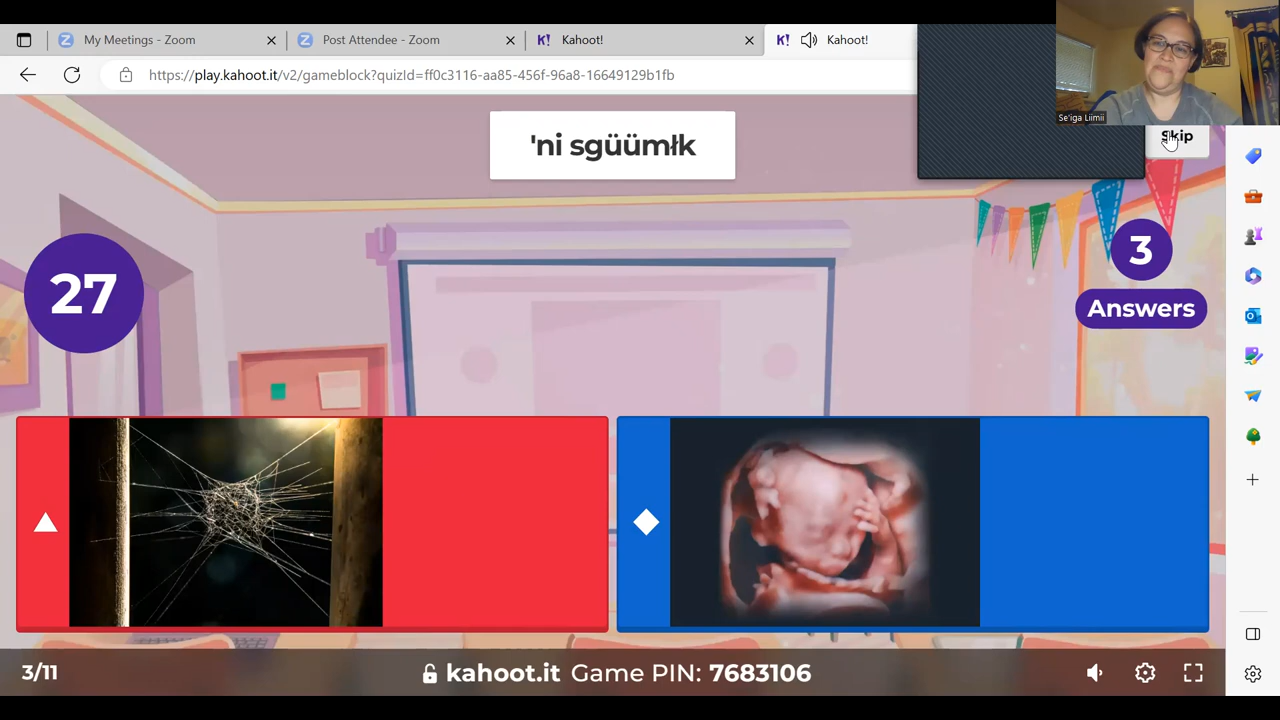 My Meetings - Zoom
Post Attendee - Zoom
K! Kahoot!
K! Kahoot!
https://play.kahoot.it/v2/gameblock?quizId=ff0c3116-aa85-456f-96a8-16649129b1fb
Se'iga Liimii
'ni sgüümłk
Skip
27
3
Answers
3/11
kahoot.it Game PIN: 7683106